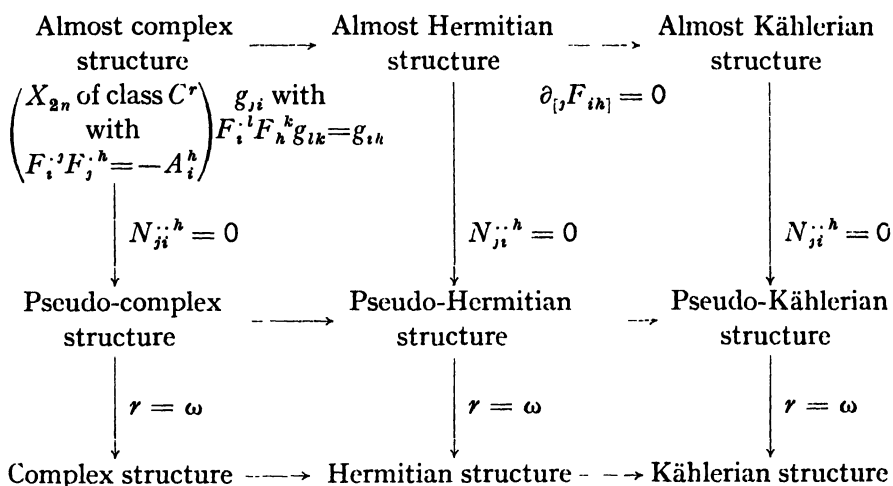 Almost complex structure
Almost Hermitian structure
Almost Kählerian structure
(X₂ₙ of class Cʳ with F_i^{·j}F_j^{·h}=−A_i^h)
g_{ji} with F_i^{·l}F_h^{·k}g_{lk}=g_{ih}
∂_{[j}F_{ih]} = 0
N_{ji}^{··h} = 0
N_{ji}^{··h} = 0
N_{ji}^{··h} = 0
Pseudo-complex structure
Pseudo-Hermitian structure
Pseudo-Kählerian structure
r = ω
r = ω
r = ω
Complex structure
Hermitian structure
Kählerian structure